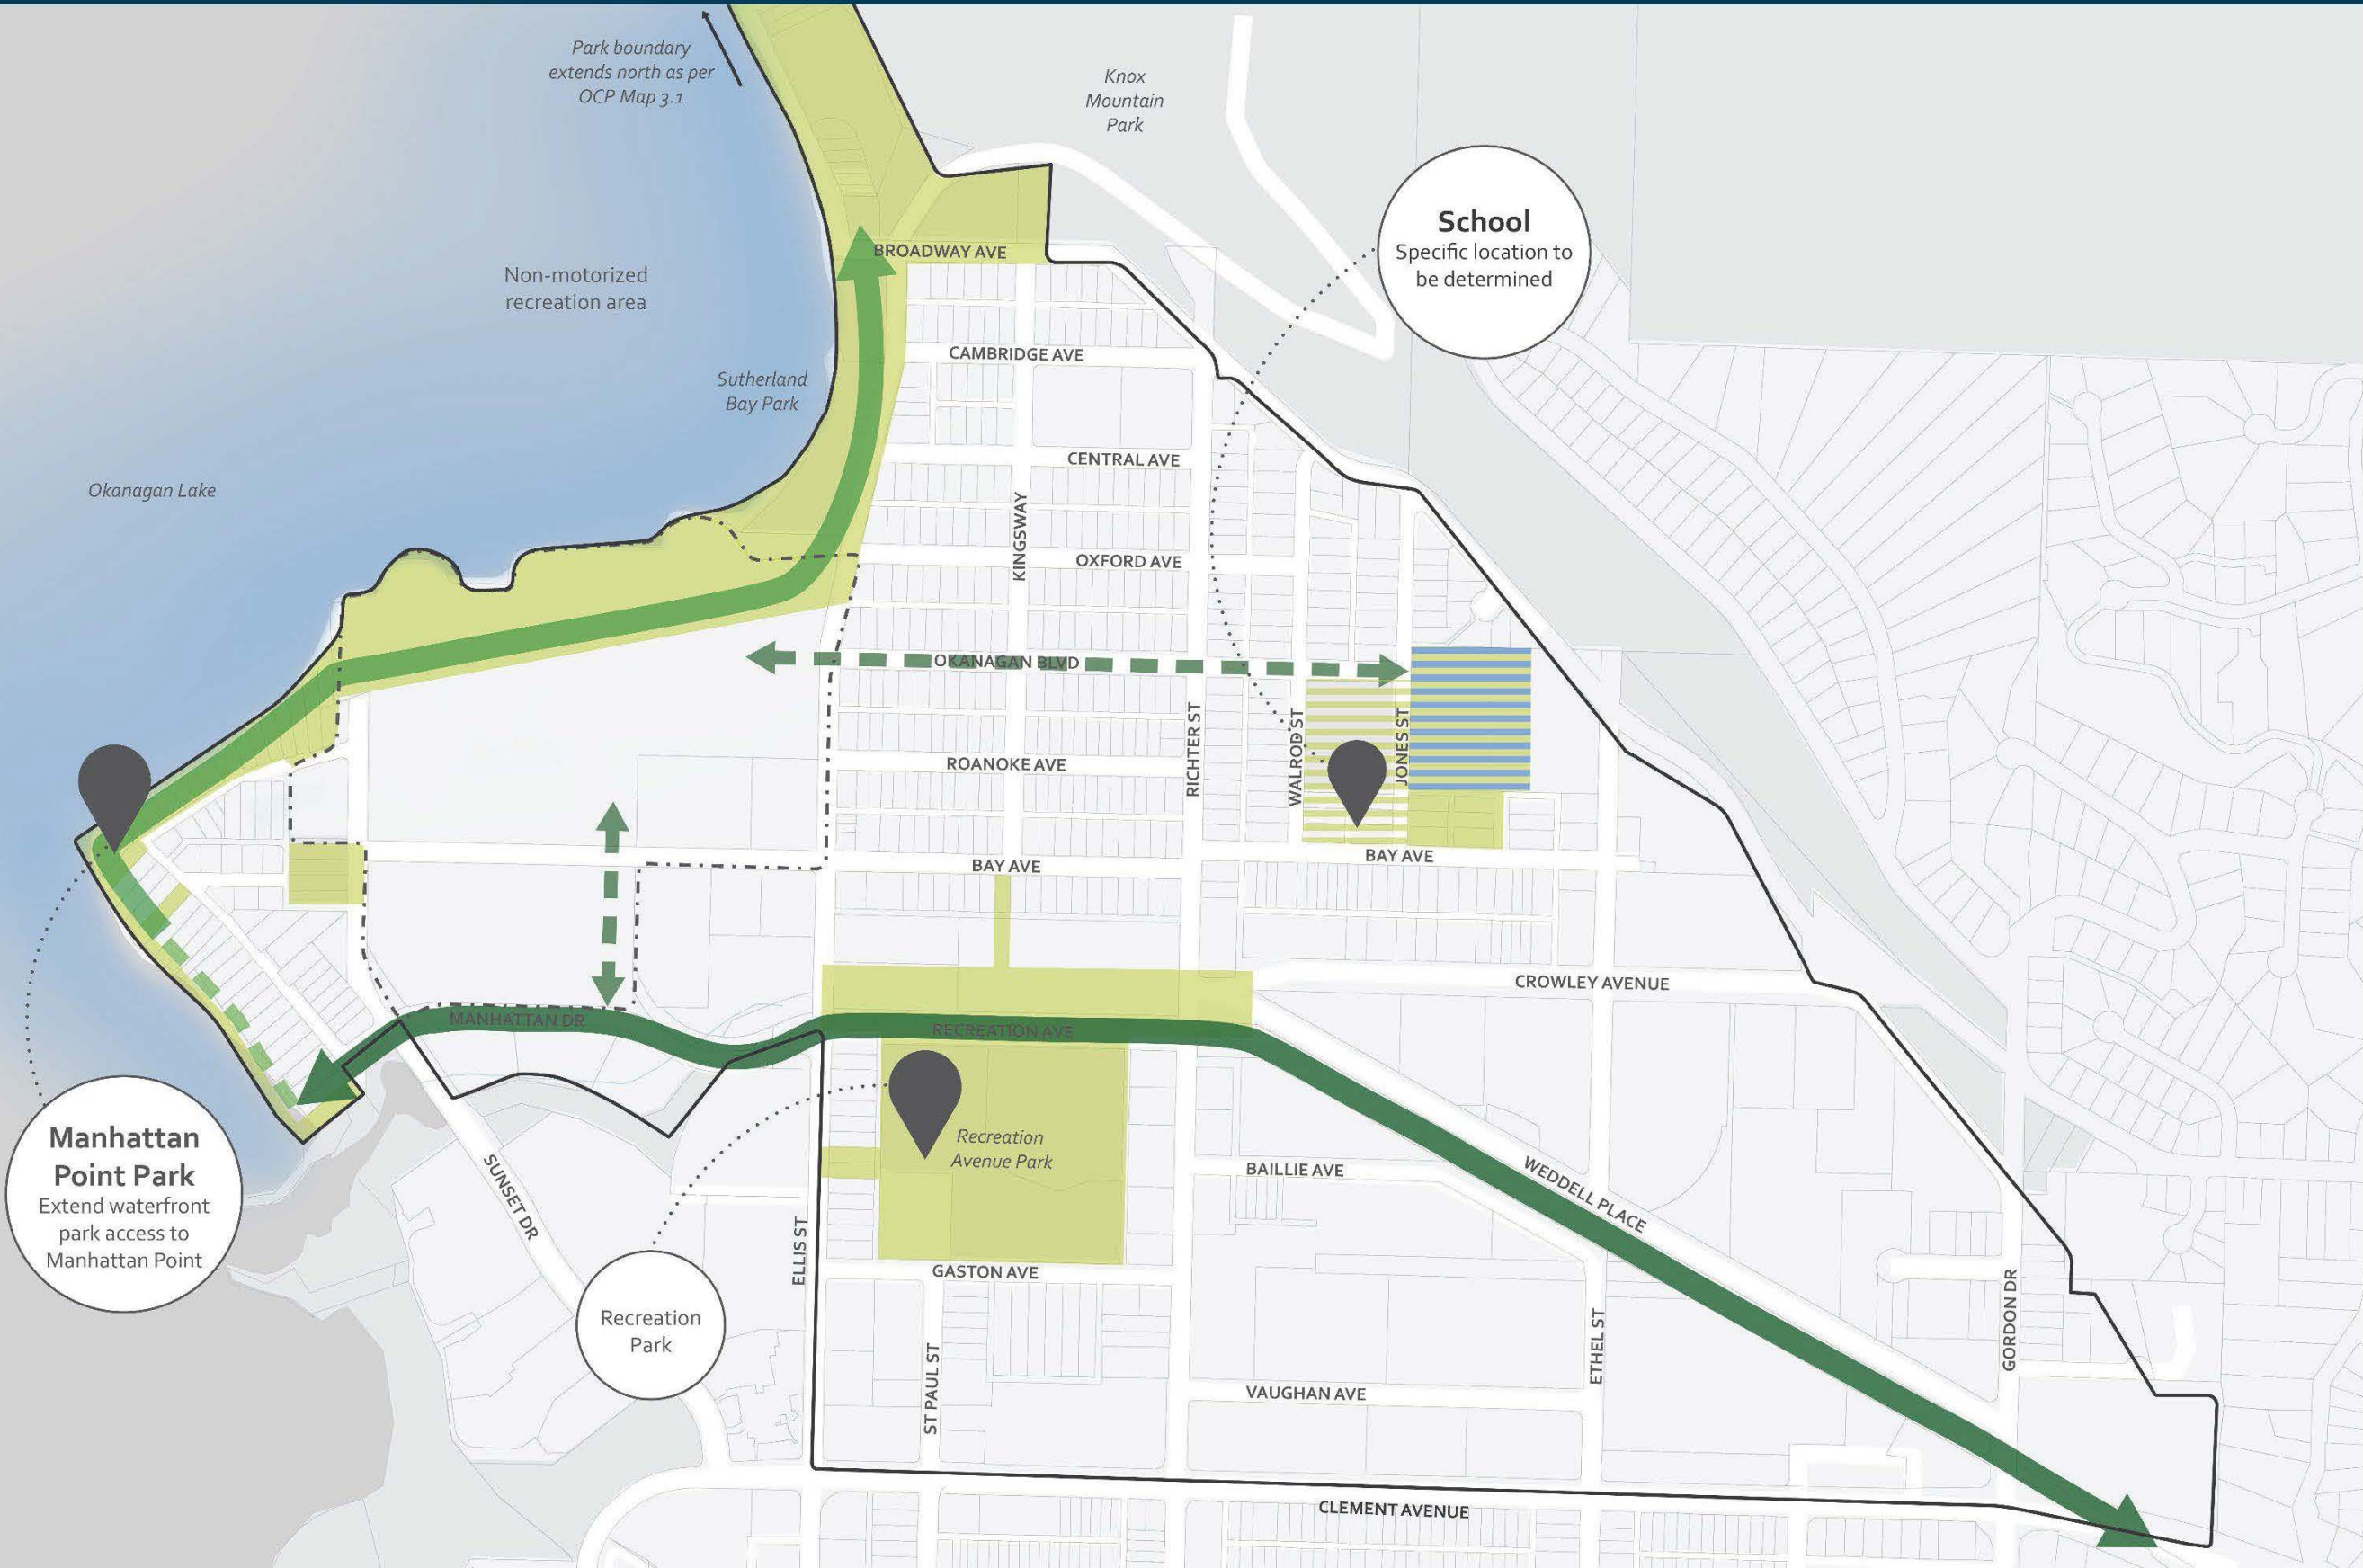 Park boundary
extends north as per
OCP Map 3.1
Knox
Mountain
Park
School
Specific location to
be determined
BROADWAY AVE
Non-motorized
recreation area
CAMBRIDGE AVE
Sutherland
Bay Park
CENTRAL AVE
Okanagan Lake
KINGSWAY
OXFORD AVE
OKANAGAN BLVD
RICHTER ST
WALROD ST
JONES ST
ROANOKE AVE
BAY AVE
BAY AVE
CROWLEY AVENUE
MANHATTAN DR
RECREATION AVE
Manhattan
Point Park
Extend waterfront
park access to
Manhattan Point
Recreation
Avenue Park
SUNSET DR
BAILLIE AVE
WEDDELL PLACE
ELLIS ST
GASTON AVE
Recreation
Park
ST PAUL ST
ETHEL ST
GORDON DR
VAUGHAN AVE
CLEMENT AVENUE